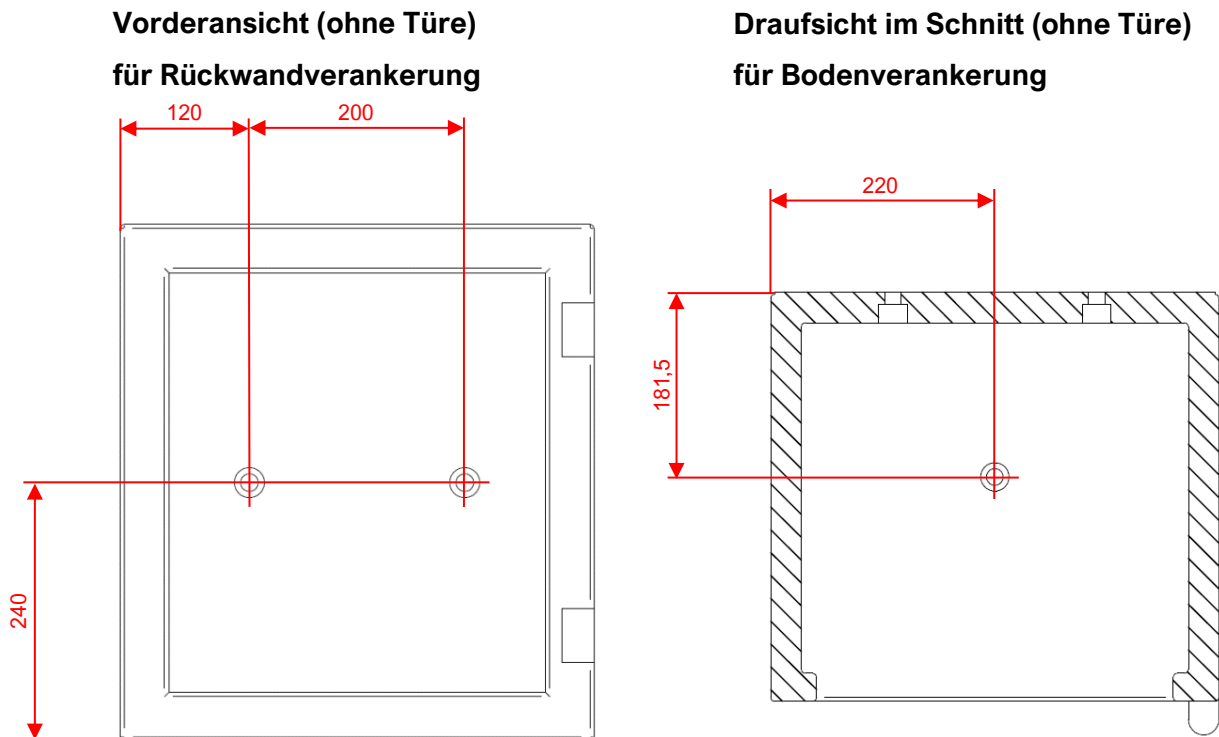 Vorderansicht (ohne Türe)
für Rückwandverankerung
120
200
240
Draufsicht im Schnitt (ohne Türe)
für Bodenverankerung
220
181,5